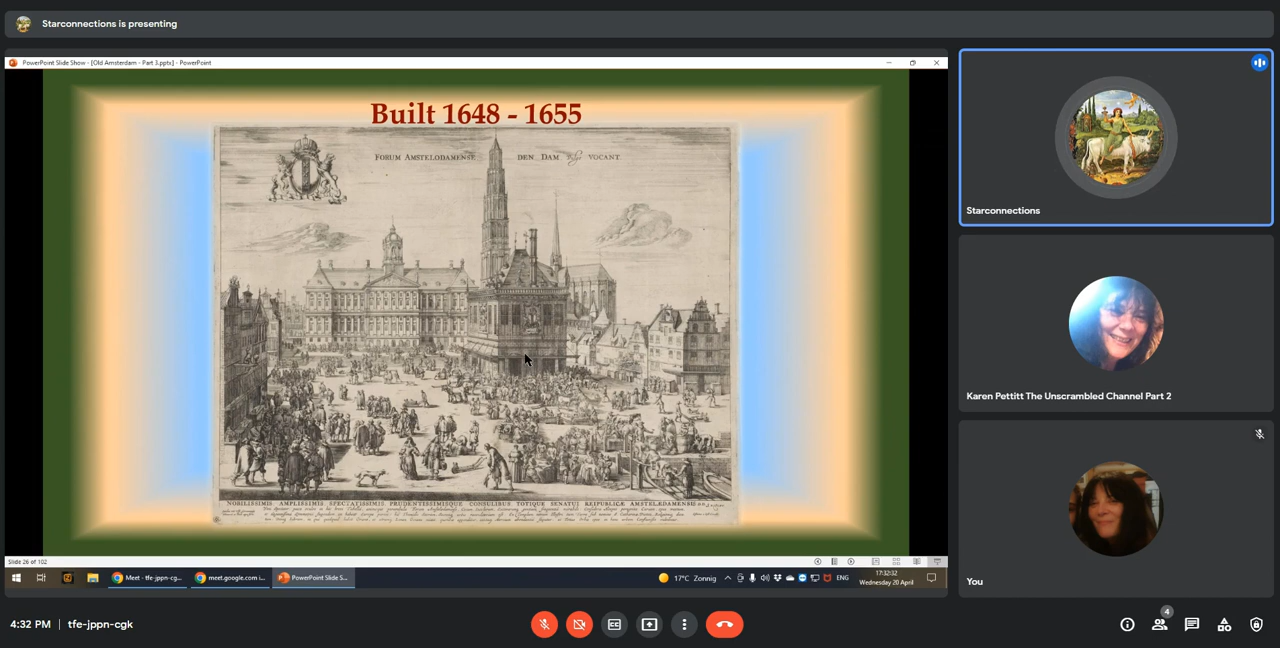 Starconnections is presenting
PowerPoint Slide Show - [Old Amsterdam - Part 3.pptx] - PowerPoint
Built 1648 - 1655
FORUM AMSTELODAMENSE DEN DAM VOCANT
NOBILISSIMIS, AMPLISSIMIS SPECTATISSIMIS, PRUDENTISSIMISQUE CONSULIBUS, TOTIQUE SENATUI REIPUBLICÆ AMSTELEDAMENSIS
Slide 26 of 102
Meet - tfe-jppn-cg...
meet.google.com i...
PowerPoint Slide S...
17°C Zonnig
ENG
17:32:32
Wednesday 20 April
Starconnections
Karen Pettitt The Unscrambled Channel Part 2
You
4:32 PM | tfe-jppn-cgk
4